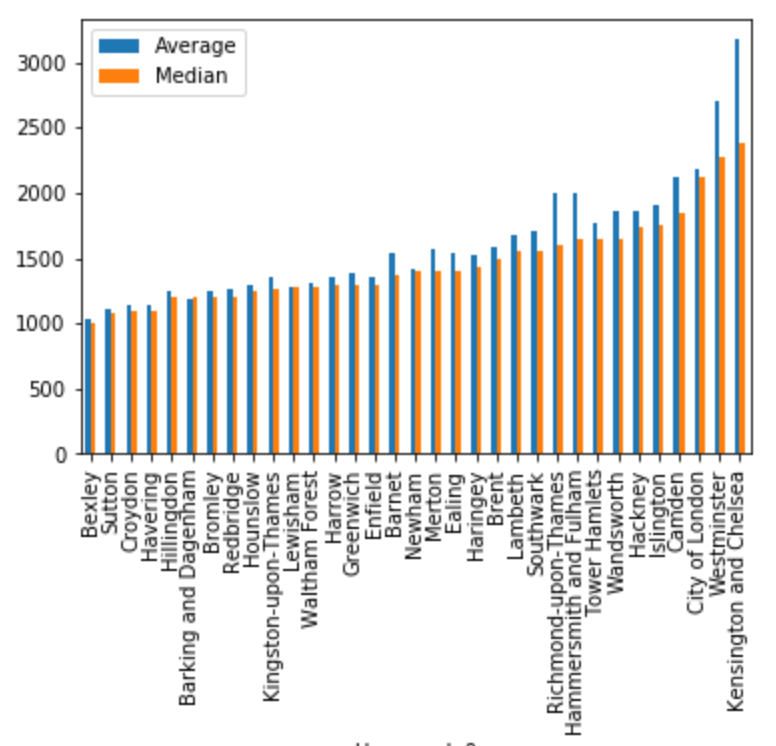 Average
Median
3000
2500
2000
1500
1000
500
0
Bexley
Sutton
Croydon
Havering
Hillingdon
Barking and Dagenham
Bromley
Redbridge
Hounslow
Kingston-upon-Thames
Lewisham
Waltham Forest
Harrow
Greenwich
Enfield
Barnet
Newham
Merton
Ealing
Haringey
Brent
Lambeth
Southwark
Richmond-upon-Thames
Hammersmith and Fulham
Tower Hamlets
Wandsworth
Hackney
Islington
Camden
City of London
Westminster
Kensington and Chelsea